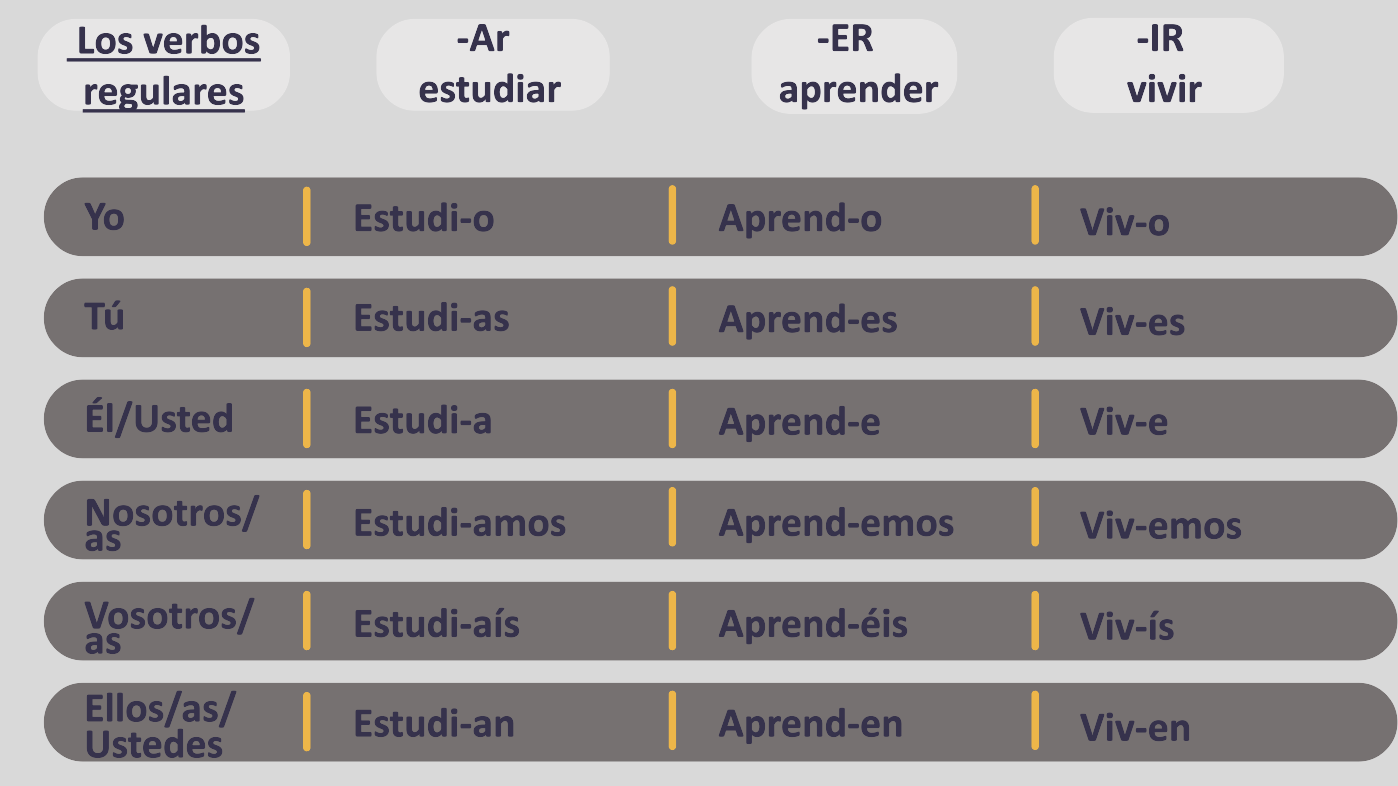 Los verbos
regulares
-Ar
estudiar
-ER
aprender
-IR
vivir
Yo
Estudi-o
Aprend-o
Viv-o
Tú
Estudi-as
Aprend-es
Viv-es
Él/Usted
Estudi-a
Aprend-e
Viv-e
Nosotros/
as
Estudi-amos
Aprend-emos
Viv-emos
Vosotros/
as
Estudi-aís
Aprend-éis
Viv-ís
Ellos/as/
Ustedes
Estudi-an
Aprend-en
Viv-en